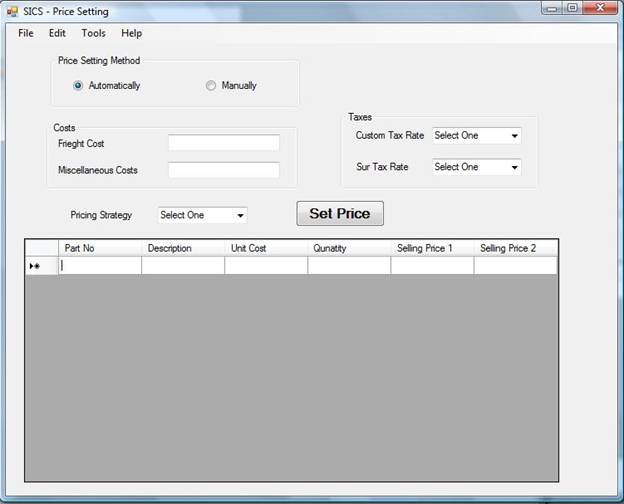 SICS - Price Setting
File Edit Tools Help
Price Setting Method
Automatically Manually
Costs
Frieght Cost
Miscellaneous Costs
Taxes
Custom Tax Rate Select One
Sur Tax Rate Select One
Pricing Strategy Select One Set Price
Part No Description Unit Cost Qunatity Selling Price 1 Selling Price 2